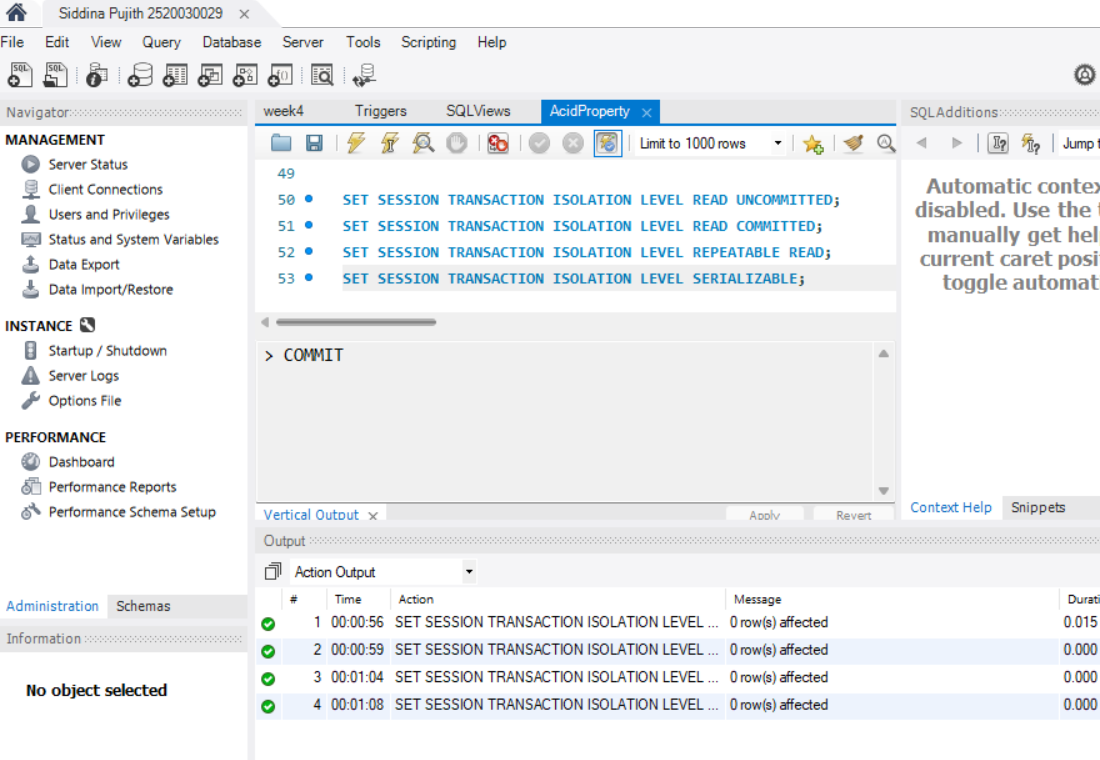 Siddina Pujith 2520030029
File Edit View Query Database Server Tools Scripting Help
Navigator
MANAGEMENT
Server Status
Client Connections
Users and Privileges
Status and System Variables
Data Export
Data Import/Restore
INSTANCE
Startup / Shutdown
Server Logs
Options File
PERFORMANCE
Dashboard
Performance Reports
Performance Schema Setup
Administration Schemas
Information
No object selected
week4 Triggers SQLViews AcidProperty
Limit to 1000 rows
49
50 SET SESSION TRANSACTION ISOLATION LEVEL READ UNCOMMITTED;
51 SET SESSION TRANSACTION ISOLATION LEVEL READ COMMITTED;
52 SET SESSION TRANSACTION ISOLATION LEVEL REPEATABLE READ;
53 SET SESSION TRANSACTION ISOLATION LEVEL SERIALIZABLE;
> COMMIT
Vertical Output Apply Revert
SQLAdditions
Jump t
Automatic contex
disabled. Use the t
manually get hel
current caret posi
toggle automati
Context Help Snippets
Output
Action Output
# Time Action Message Durati
1 00:00:56 SET SESSION TRANSACTION ISOLATION LEVEL ... 0 row(s) affected 0.015
2 00:00:59 SET SESSION TRANSACTION ISOLATION LEVEL ... 0 row(s) affected 0.000
3 00:01:04 SET SESSION TRANSACTION ISOLATION LEVEL ... 0 row(s) affected 0.000
4 00:01:08 SET SESSION TRANSACTION ISOLATION LEVEL ... 0 row(s) affected 0.000